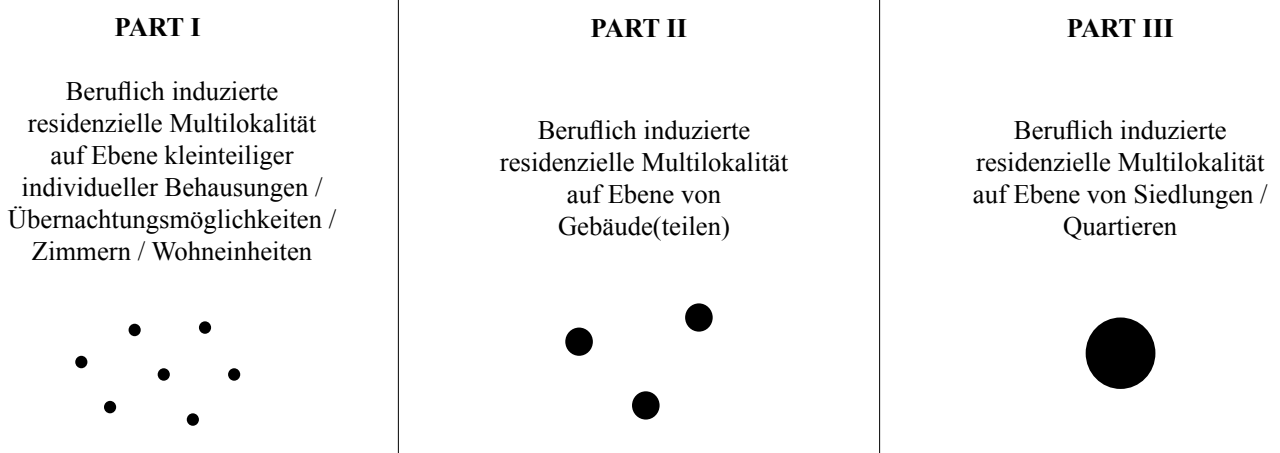 PART I
Beruflich induzierte
residenzielle Multilokalität
auf Ebene kleinteiliger
individueller Behausungen /
Übernachtungsmöglichkeiten /
Zimmern / Wohneinheiten
PART II
Beruflich induzierte
residenzielle Multilokalität
auf Ebene von
Gebäude(teilen)
PART III
Beruflich induzierte
residenzielle Multilokalität
auf Ebene von Siedlungen /
Quartieren